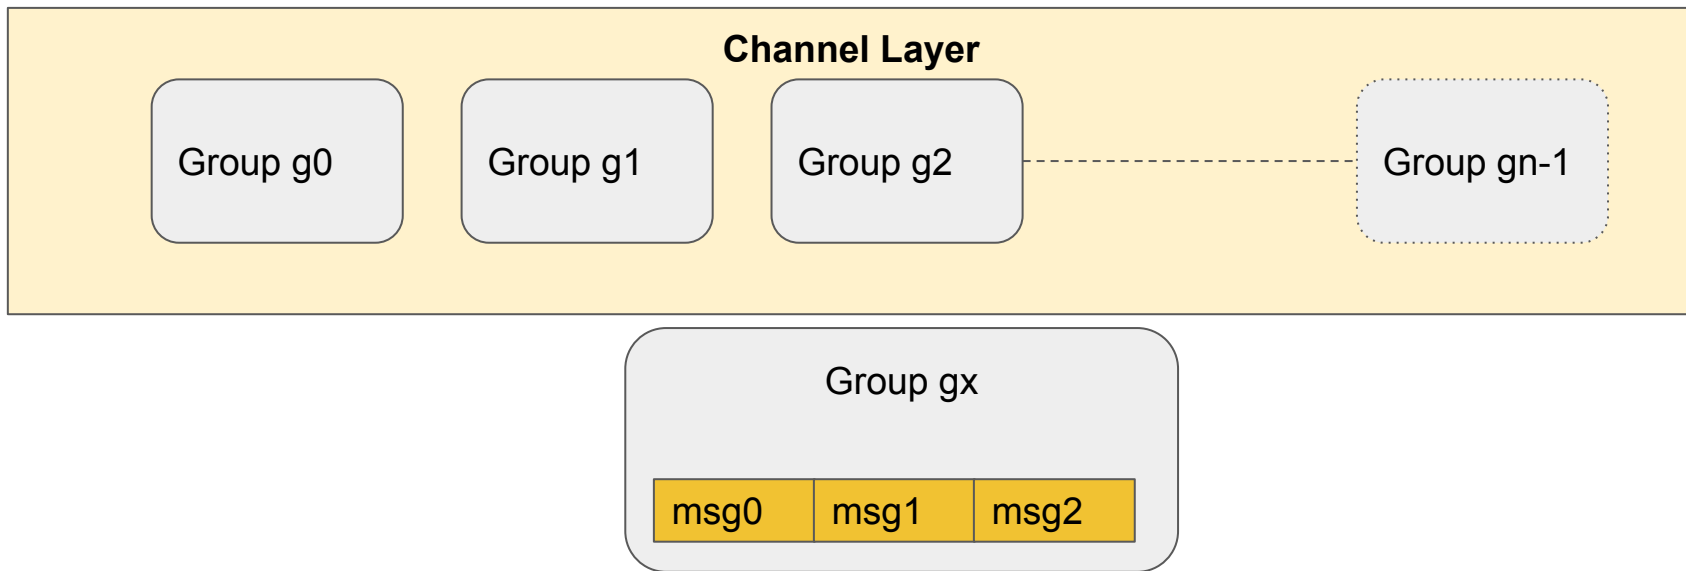 Channel Layer
Group g0
Group g1
Group g2
Group gn-1
Group gx
msg0
msg1
msg2